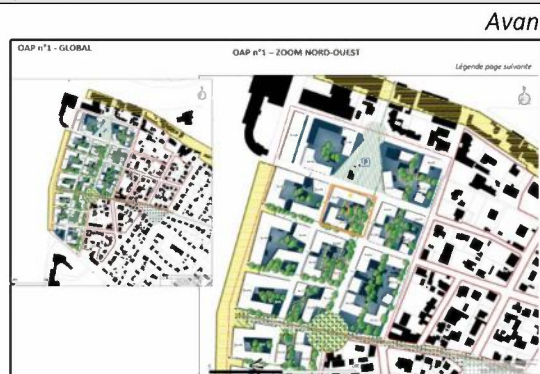 Avan
OAP n°1 - GLOBAL
OAP n°1 – ZOOM NORD-OUEST
Légende page suivante
P